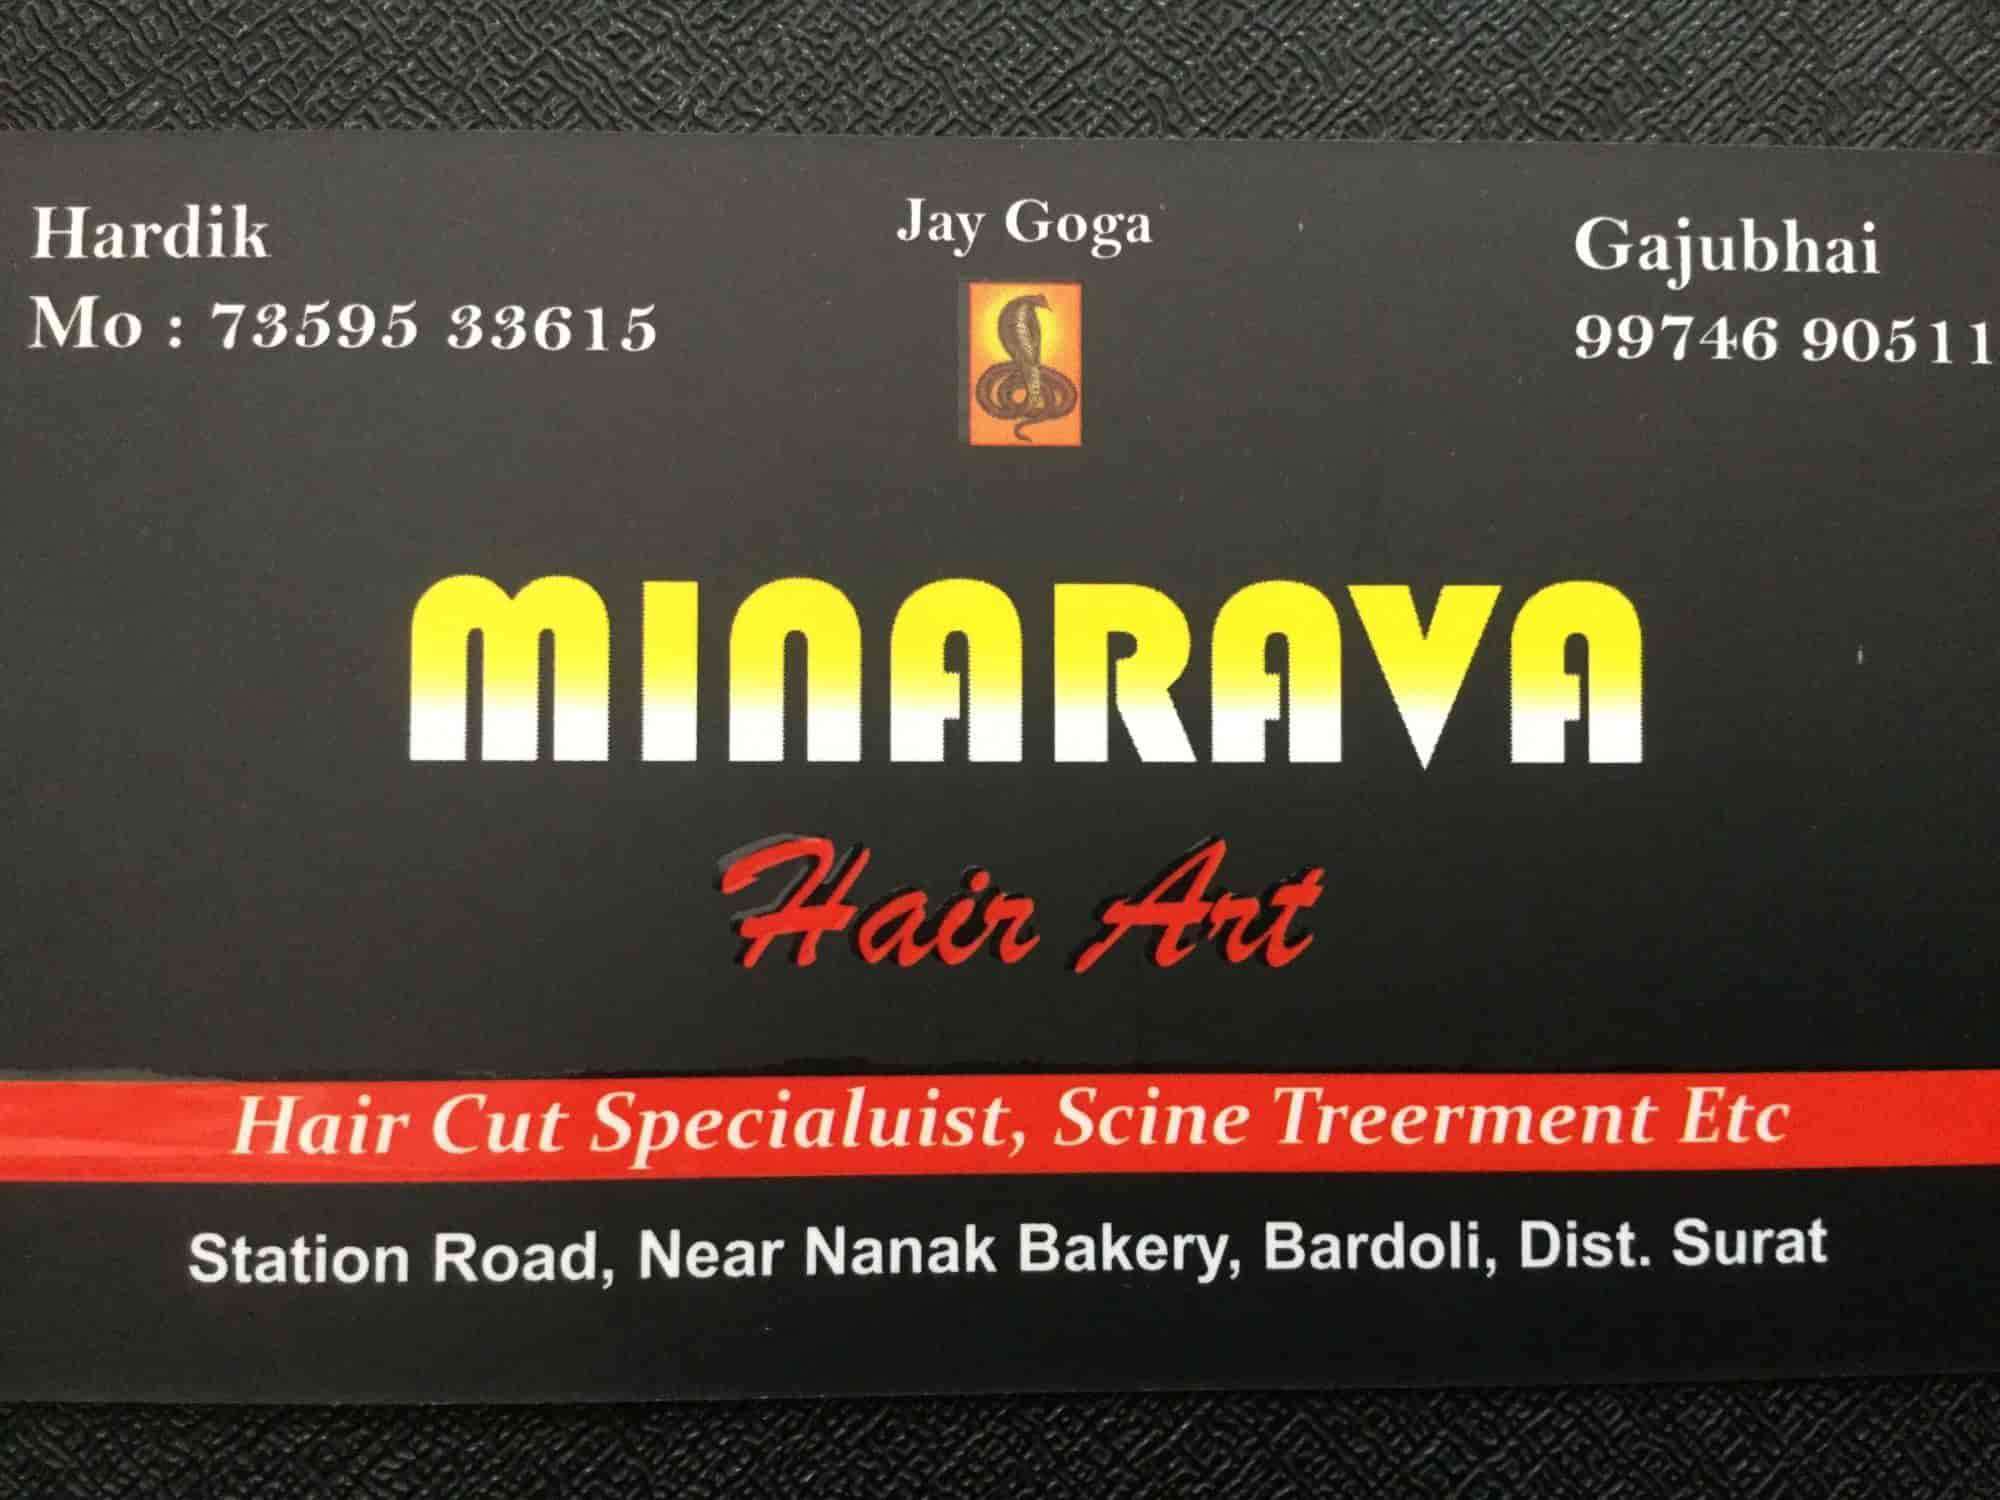 Hardik
Mo : 73595 33615
Jay Goga
Gajubhai
99746 90511
MINARAVA
Hair Art
Hair Cut Specialuist, Scine Treerment Etc
Station Road, Near Nanak Bakery, Bardoli, Dist. Surat